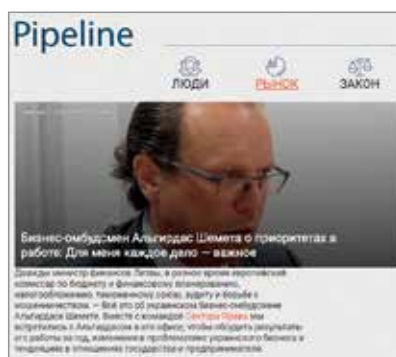 Pipeline
ЛЮДИ РЫНОК ЗАКОН
Бизнес-омбудсмен Альгирдас Шемета о приоритетах в
работе: Для меня каждое дело — важное
Дважды министр финансов Литвы, в разное время европейский
комиссар по бюджету и финансовому планированию,
налогообложению, таможенному союзу, аудиту и борьбе с
мошенничеством. — Всё это об украинском бизнес-омбудсмене
Альгирдасе Шемете. Вместе с командой Сектора Права мы
встретились с Альгирдасом в его офисе, чтобы обсудить результаты
его работы за год, изменения в проблематике украинского бизнеса и
тенденциях в отношениях государства и предпринимателя.